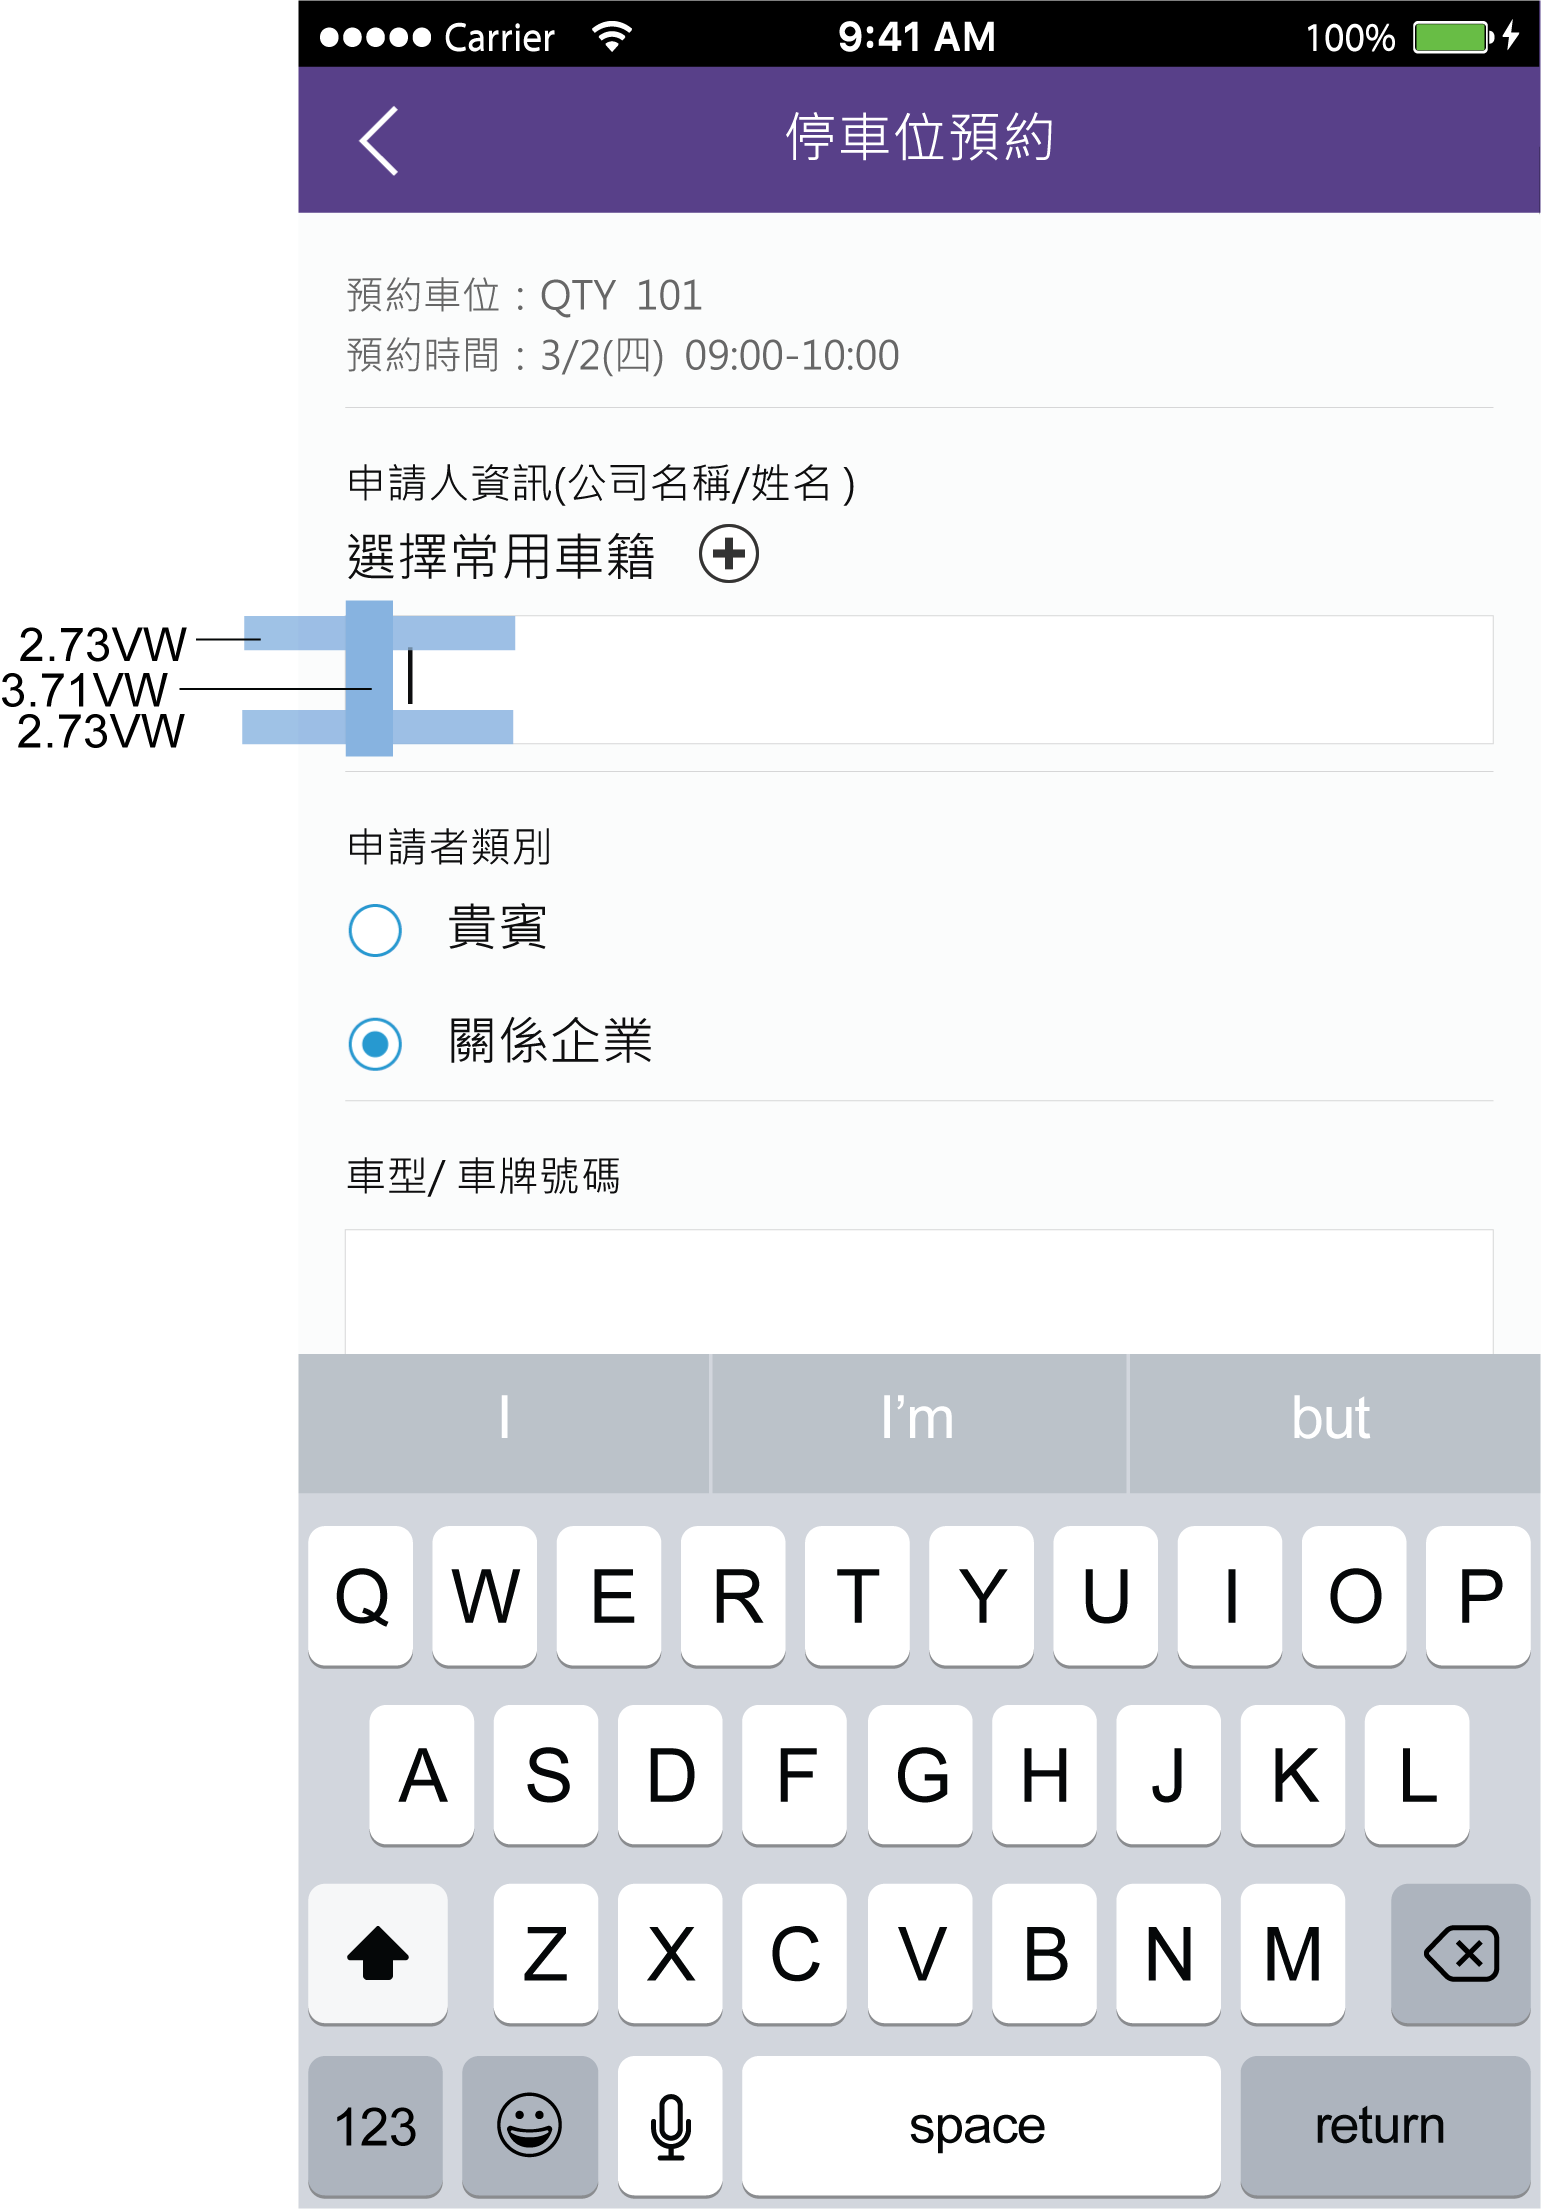 Carrier 9:41 AM 100%
停車位預約
預約車位：QTY 101
預約時間：3/2(四) 09:00-10:00
申請人資訊(公司名稱/姓名 )
選擇常用車籍
2.73VW
3.71VW
2.73VW
申請者類別
貴賓
關係企業
車型/ 車牌號碼
I I’m but
Q W E R T Y U I O P
A S D F G H J K L
Z X C V B N M
123 space return